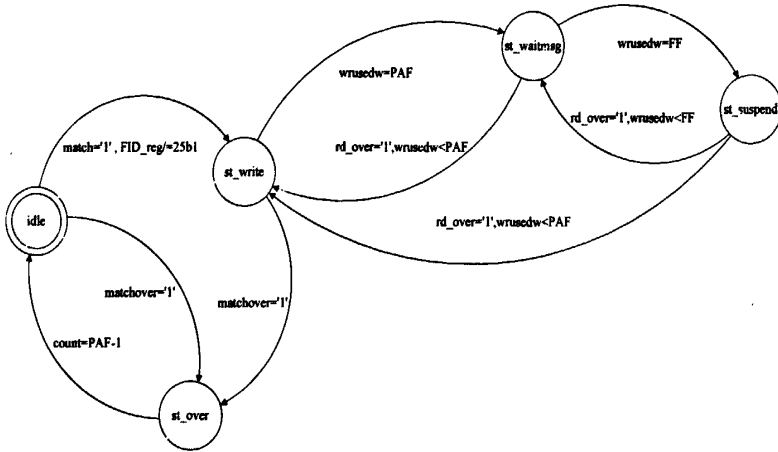 st_waitmsg
wrusedw=FF
wrusedw=PAF
st_suspend
rd_over='1',wrusedw<FF
match='1' , FID_reg/=25b1
rd_over='1',wrusedw<PAF
st_write
idle
rd_over='1',wrusedw<PAF
matchover='1'
matchover='1'
count=PAF-1
st_over